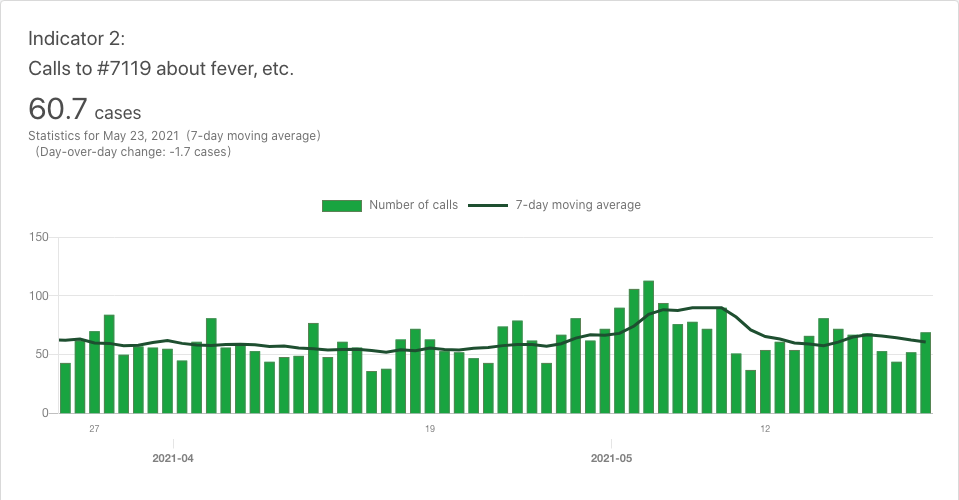 Indicator 2:
Calls to #7119 about fever, etc.
60.7 cases
Statistics for May 23, 2021 (7-day moving average)
(Day-over-day change: -1.7 cases)
Number of calls 7-day moving average
150
100
50
0
27 19 12
2021-04 2021-05